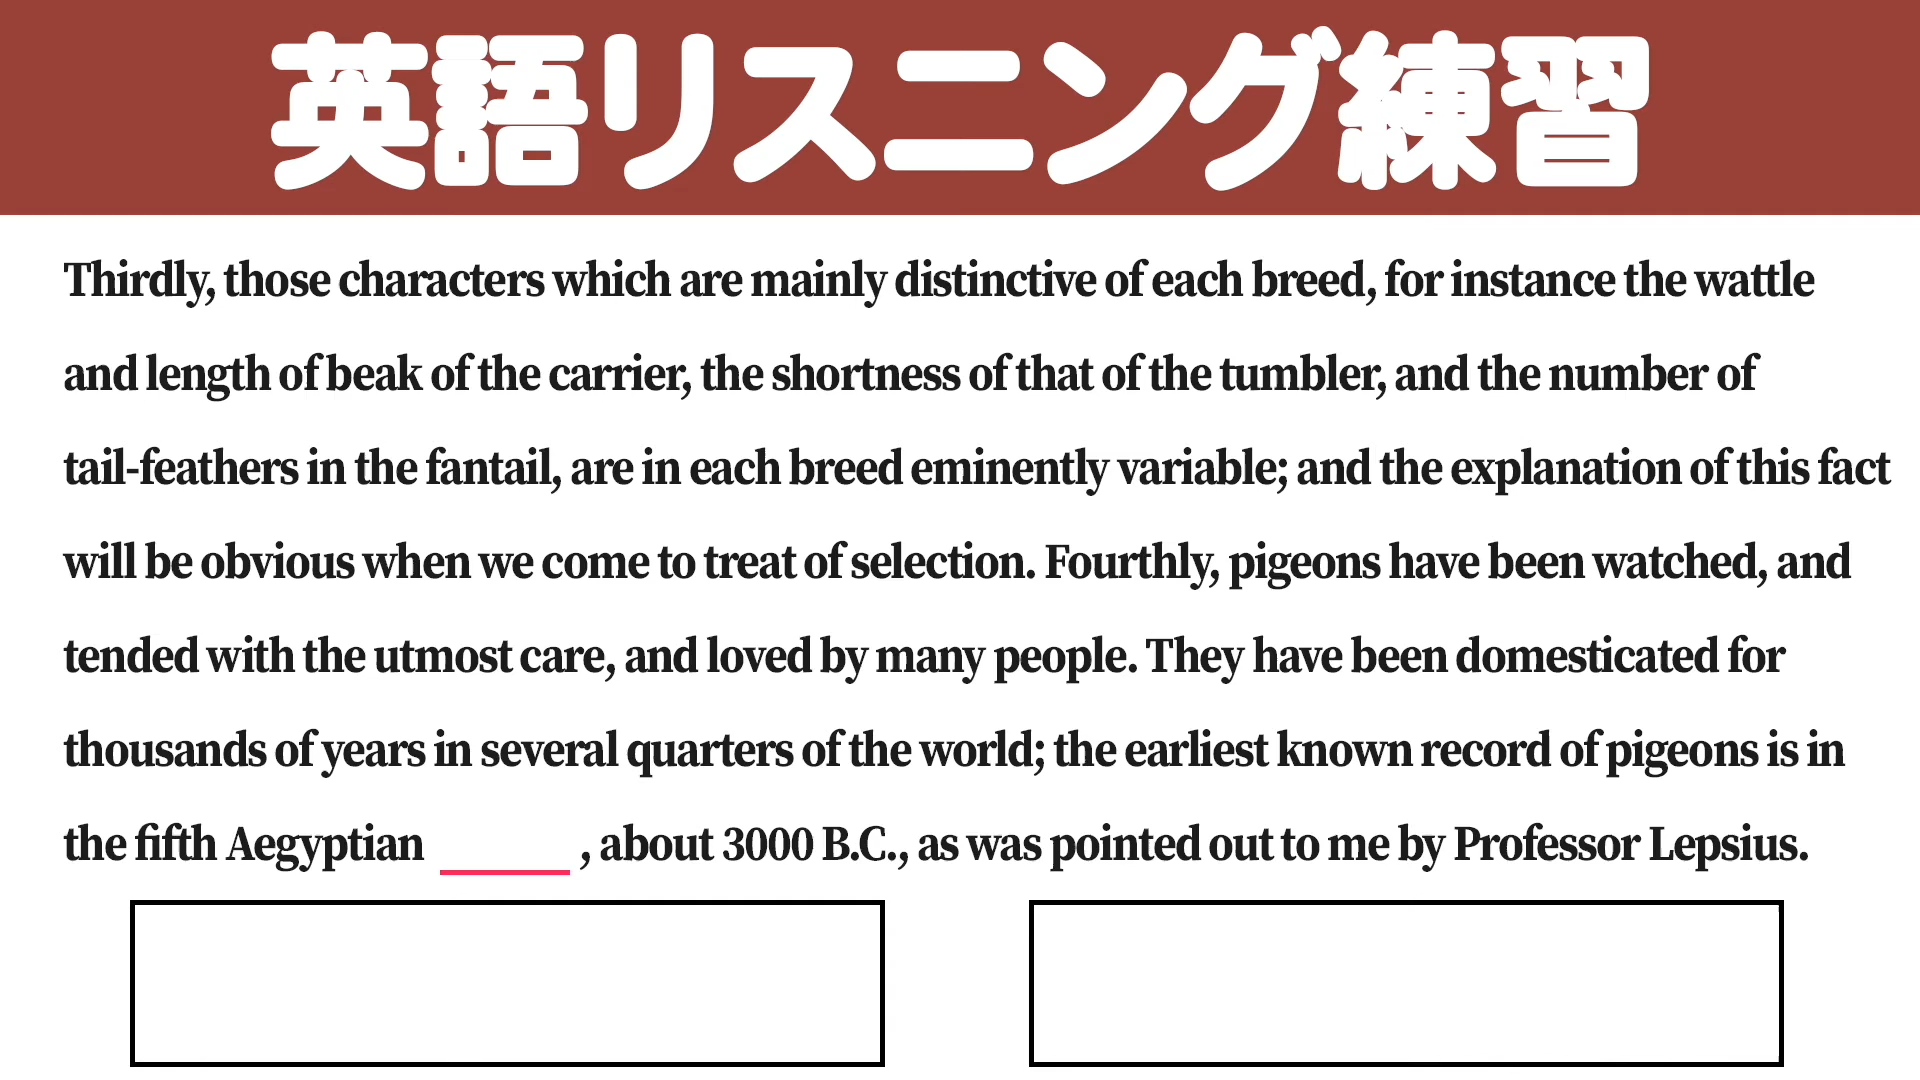 英語リスニング練習
Thirdly, those characters which are mainly distinctive of each breed, for instance the wattle
and length of beak of the carrier, the shortness of that of the tumbler, and the number of
tail-feathers in the fantail, are in each breed eminently variable; and the explanation of this fact
will be obvious when we come to treat of selection. Fourthly, pigeons have been watched, and
tended with the utmost care, and loved by many people. They have been domesticated for
thousands of years in several quarters of the world; the earliest known record of pigeons is in
the fifth Aegyptian ______ , about 3000 B.C., as was pointed out to me by Professor Lepsius.